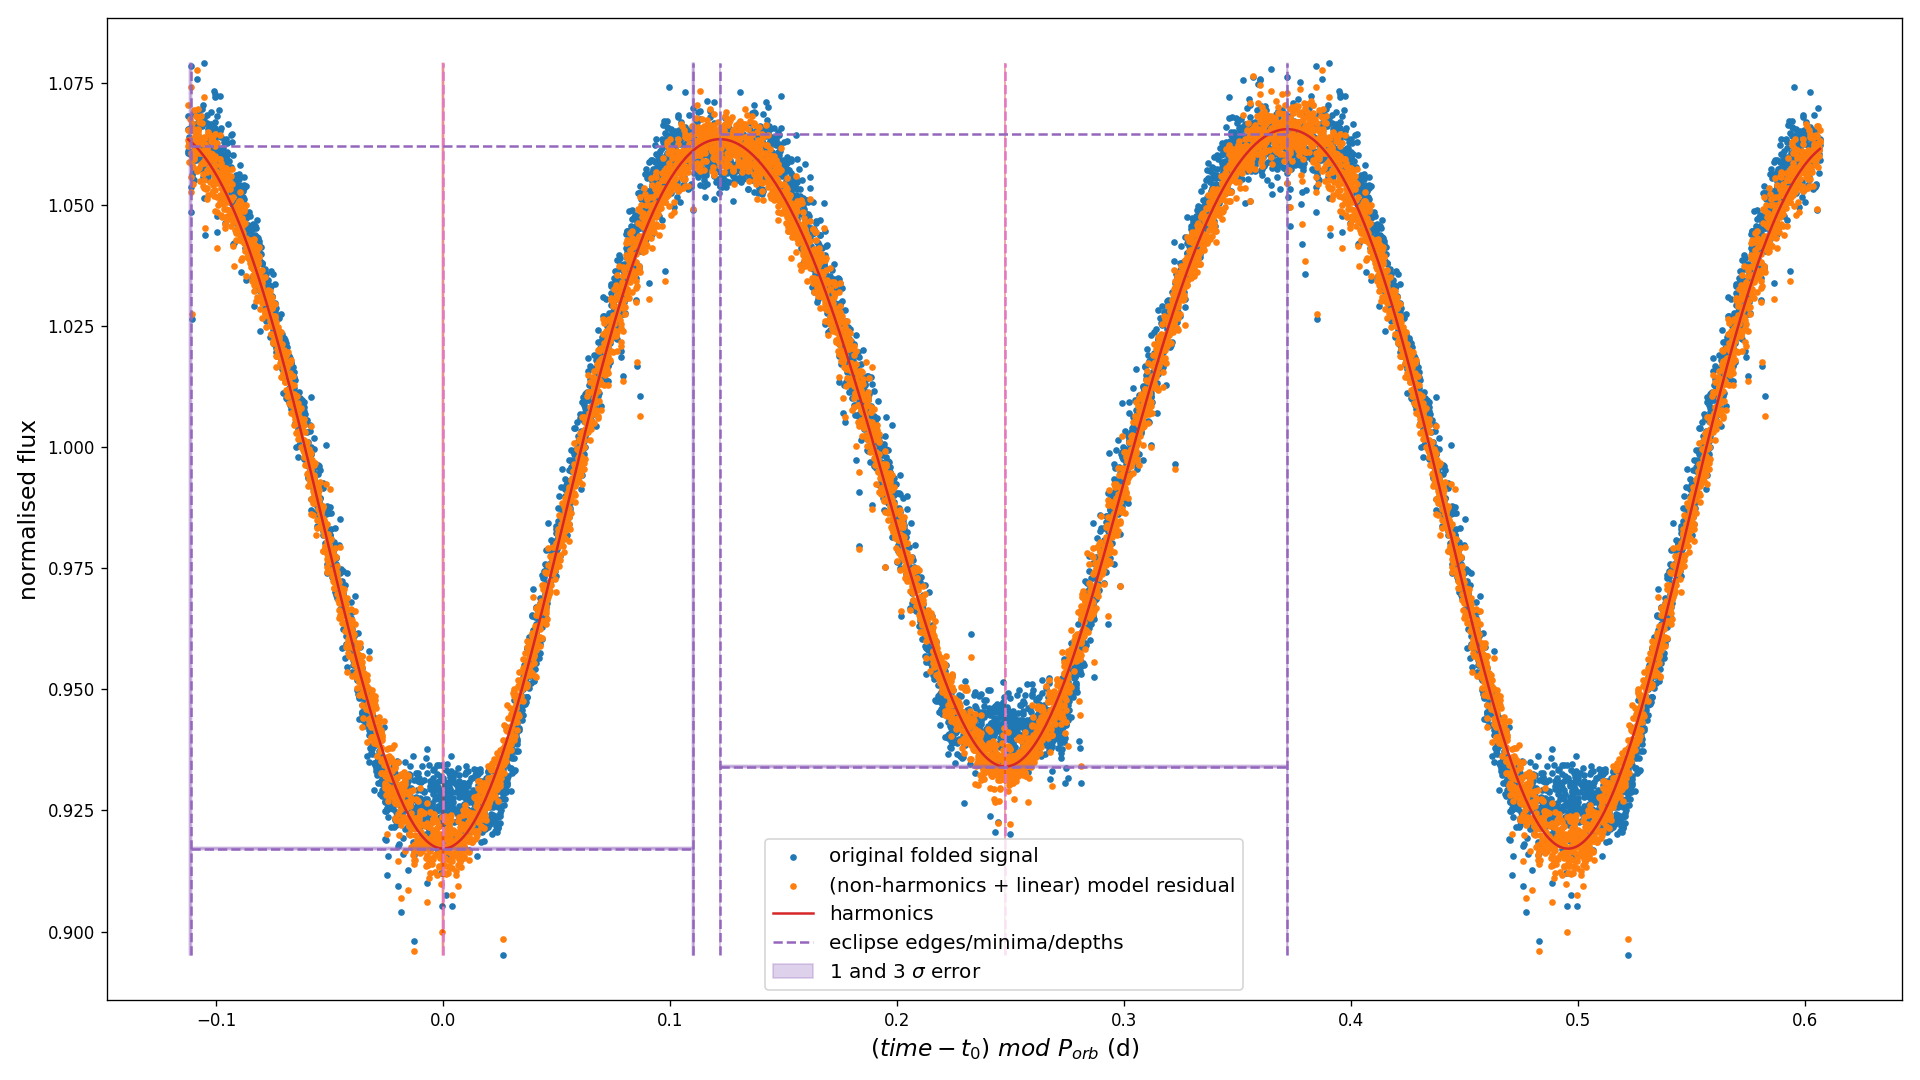 normalised flux
1.075
1.050
1.025
1.000
0.975
0.950
0.925
0.900
original folded signal
(non-harmonics + linear) model residual
harmonics
eclipse edges/minima/depths
1 and 3 σ error
−0.1 0.0 0.1 0.2 0.3 0.4 0.5 0.6
(time − t₀) mod Pₒᵣb (d)